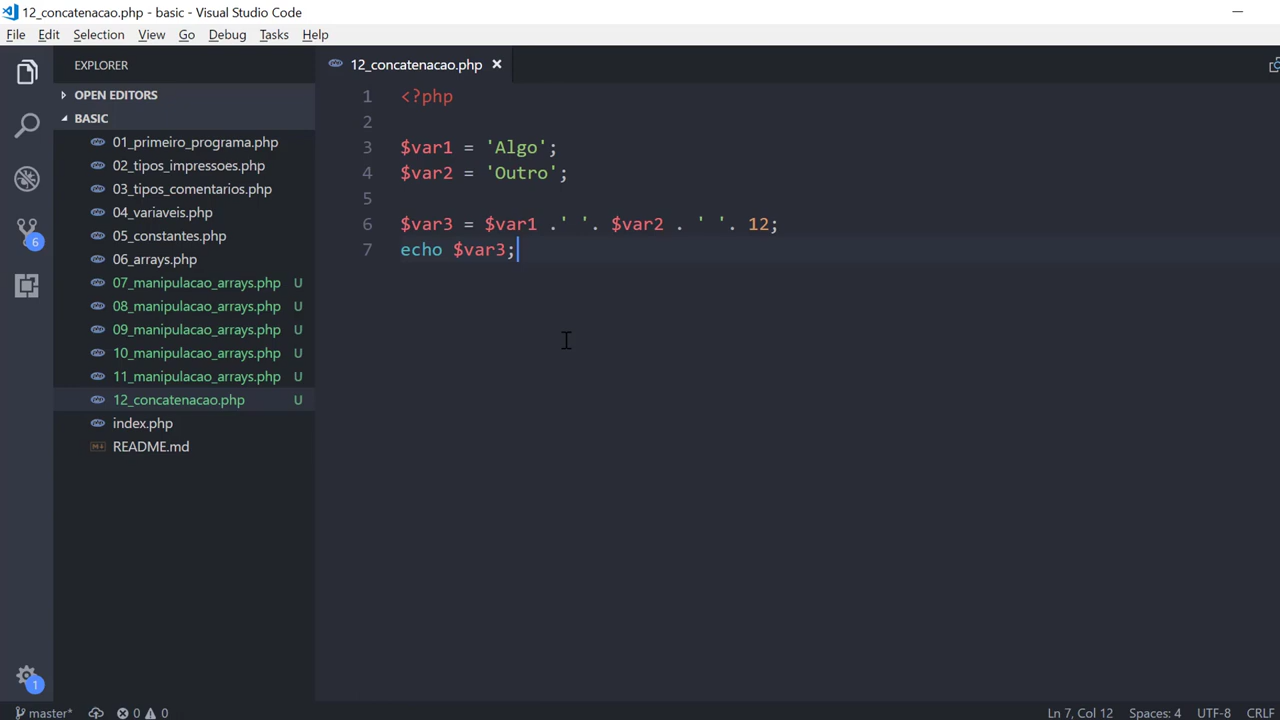 12_concatenacao.php - basic - Visual Studio Code
File Edit Selection View Go Debug Tasks Help
EXPLORER
OPEN EDITORS
BASIC
01_primeiro_programa.php
02_tipos_impressoes.php
03_tipos_comentarios.php
04_variaveis.php
05_constantes.php
06_arrays.php
07_manipulacao_arrays.php U
08_manipulacao_arrays.php U
09_manipulacao_arrays.php U
10_manipulacao_arrays.php U
11_manipulacao_arrays.php U
12_concatenacao.php U
index.php
README.md
6
1
12_concatenacao.php ×
1 <?php
2
3 $var1 = 'Algo';
4 $var2 = 'Outro';
5
6 $var3 = $var1 .' '. $var2 . ' '. 12;
7 echo $var3;
master* 0 0 Ln 7, Col 12 Spaces: 4 UTF-8 CRLF